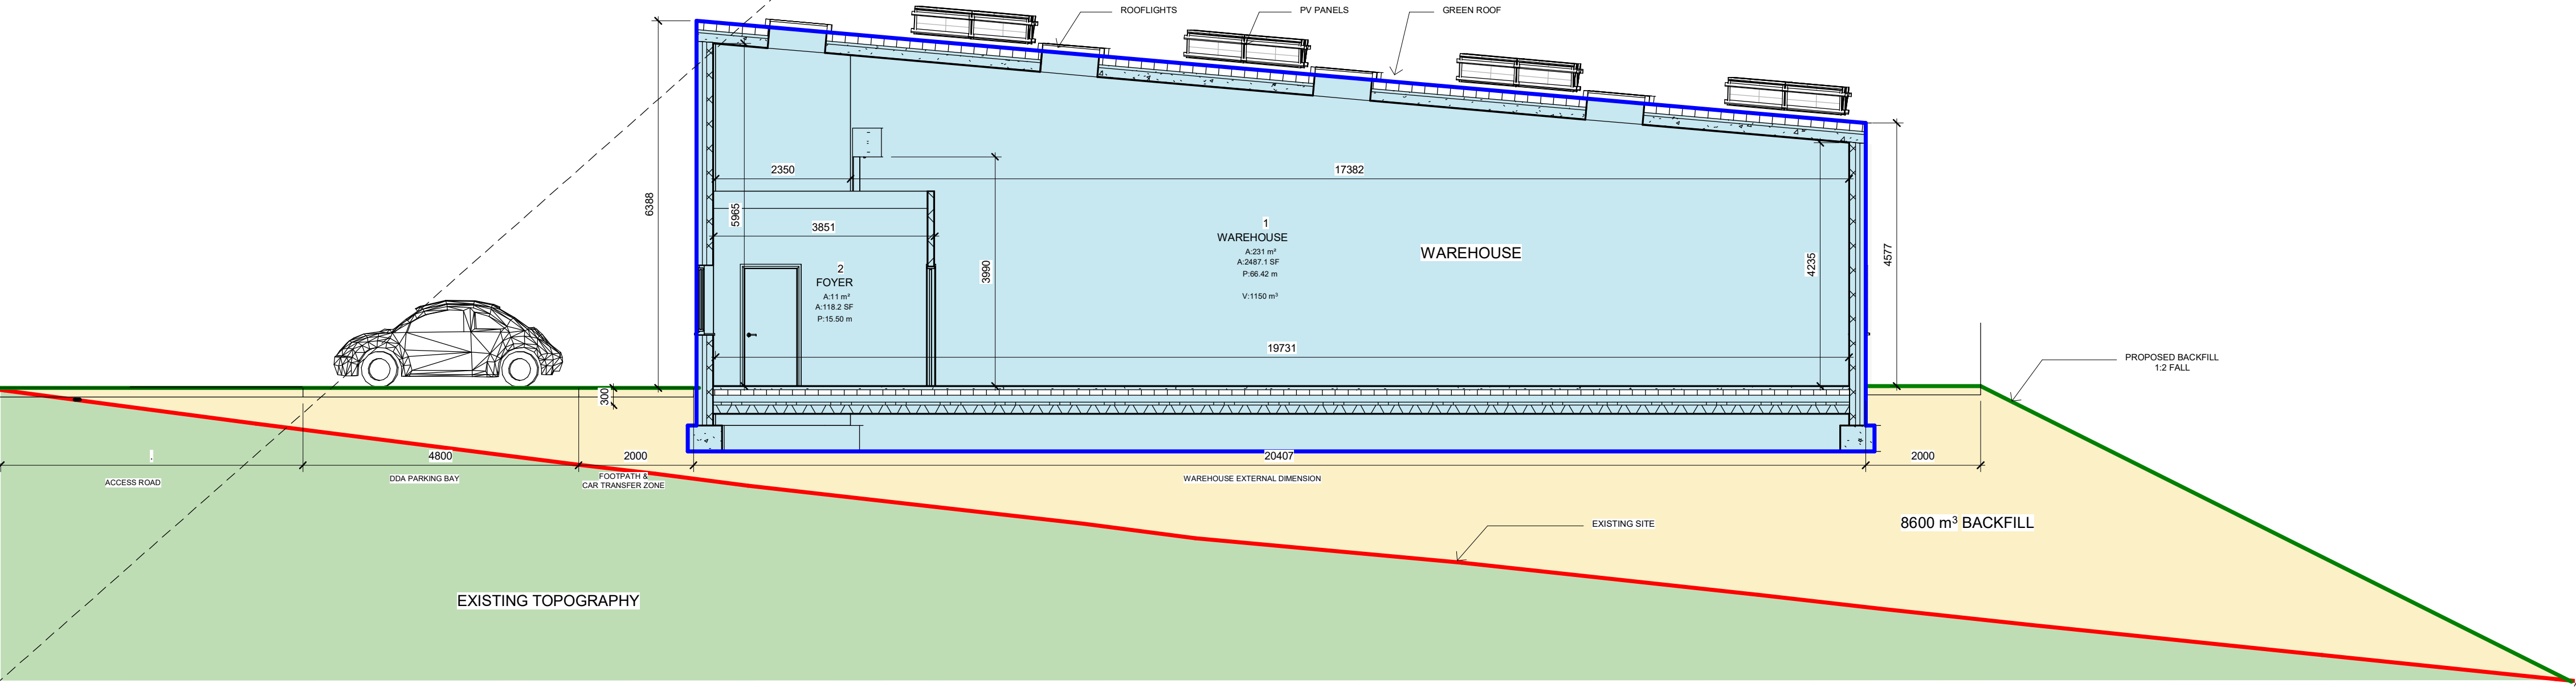 ROOFLIGHTS
PV PANELS
GREEN ROOF
6388
2350
17382
5965
3851
3990
1
WAREHOUSE
A:231 m²
A:2487.1 SF
P:66.42 m
V:1150 m³
WAREHOUSE
4235
4577
2
FOYER
A:11 m²
A:118.2 SF
P:15.50 m
19731
PROPOSED BACKFILL
1:2 FALL
300
.
4800
2000
20407
2000
ACCESS ROAD
DDA PARKING BAY
FOOTPATH &
CAR TRANSFER ZONE
WAREHOUSE EXTERNAL DIMENSION
EXISTING SITE
8600 m³ BACKFILL
EXISTING TOPOGRAPHY